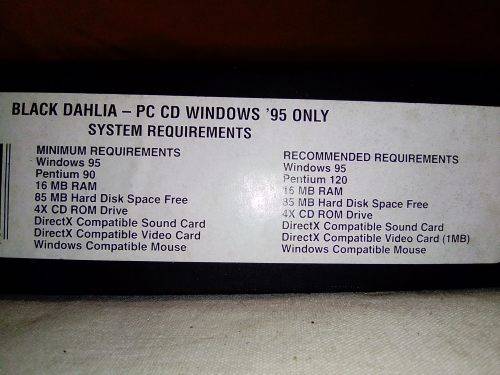 BLACK DAHLIA – PC CD WINDOWS '95 ONLY
SYSTEM REQUIREMENTS
MINIMUM REQUIREMENTS
Windows 95
Pentium 90
16 MB RAM
85 MB Hard Disk Space Free
4X CD ROM Drive
DirectX Compatible Sound Card
DirectX Compatible Video Card
Windows Compatible Mouse
RECOMMENDED REQUIREMENTS
Windows 95
Pentium 120
16 MB RAM
85 MB Hard Disk Space Free
4X CD ROM Drive
DirectX Compatible Sound Card
DirectX Compatible Video Card (1MB)
Windows Compatible Mouse